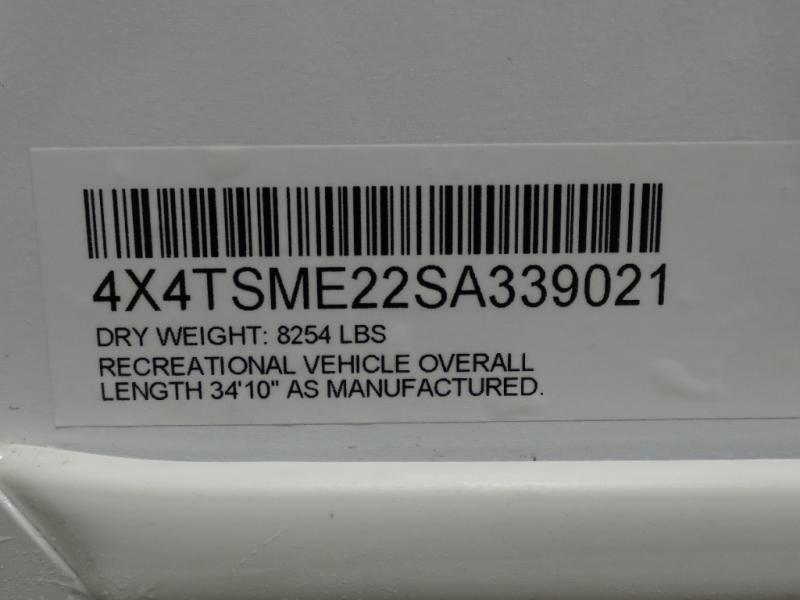 4X4TSME22SA339021
DRY WEIGHT: 8254 LBS
RECREATIONAL VEHICLE OVERALL
LENGTH 34'10" AS MANUFACTURED.